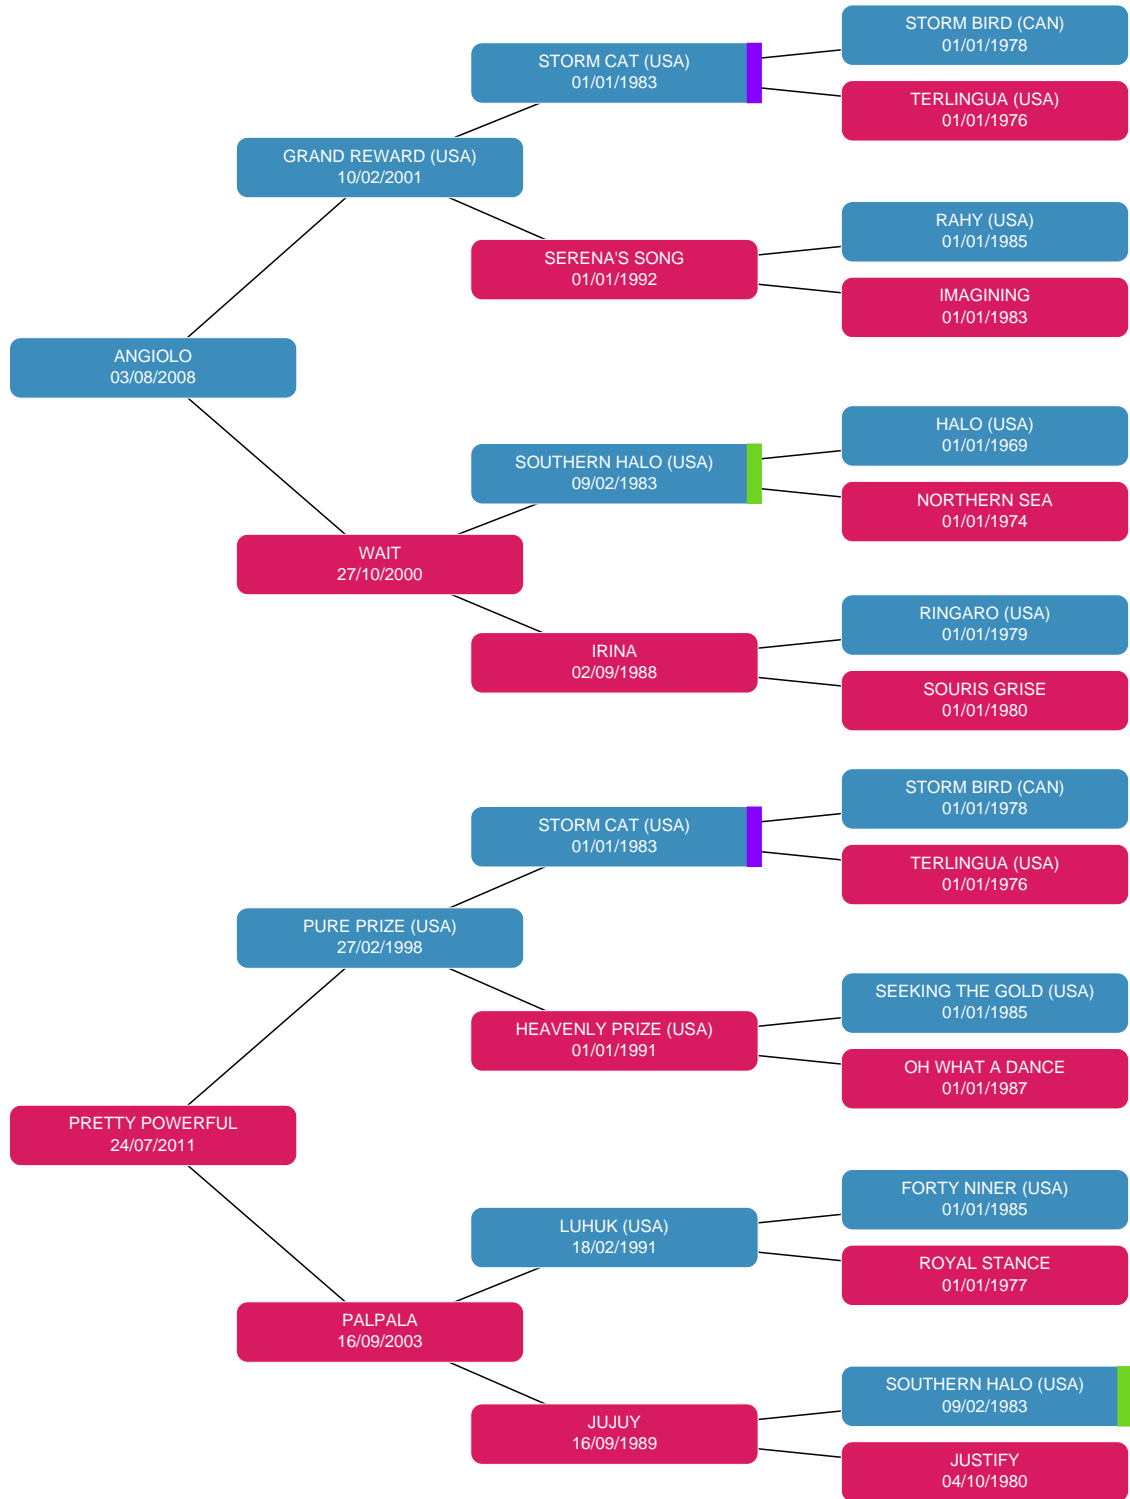 STORM BIRD (CAN)
01/01/1978
STORM CAT (USA)
01/01/1983
TERLINGUA (USA)
01/01/1976
GRAND REWARD (USA)
10/02/2001
RAHY (USA)
01/01/1985
SERENA'S SONG
01/01/1992
IMAGINING
01/01/1983
ANGIOLO
03/08/2008
HALO (USA)
01/01/1969
SOUTHERN HALO (USA)
09/02/1983
NORTHERN SEA
01/01/1974
WAIT
27/10/2000
RINGARO (USA)
01/01/1979
IRINA
02/09/1988
SOURIS GRISE
01/01/1980
STORM BIRD (CAN)
01/01/1978
STORM CAT (USA)
01/01/1983
TERLINGUA (USA)
01/01/1976
PURE PRIZE (USA)
27/02/1998
SEEKING THE GOLD (USA)
01/01/1985
HEAVENLY PRIZE (USA)
01/01/1991
OH WHAT A DANCE
01/01/1987
PRETTY POWERFUL
24/07/2011
FORTY NINER (USA)
01/01/1985
LUHUK (USA)
18/02/1991
ROYAL STANCE
01/01/1977
PALPALA
16/09/2003
SOUTHERN HALO (USA)
09/02/1983
JUJUY
16/09/1989
JUSTIFY
04/10/1980